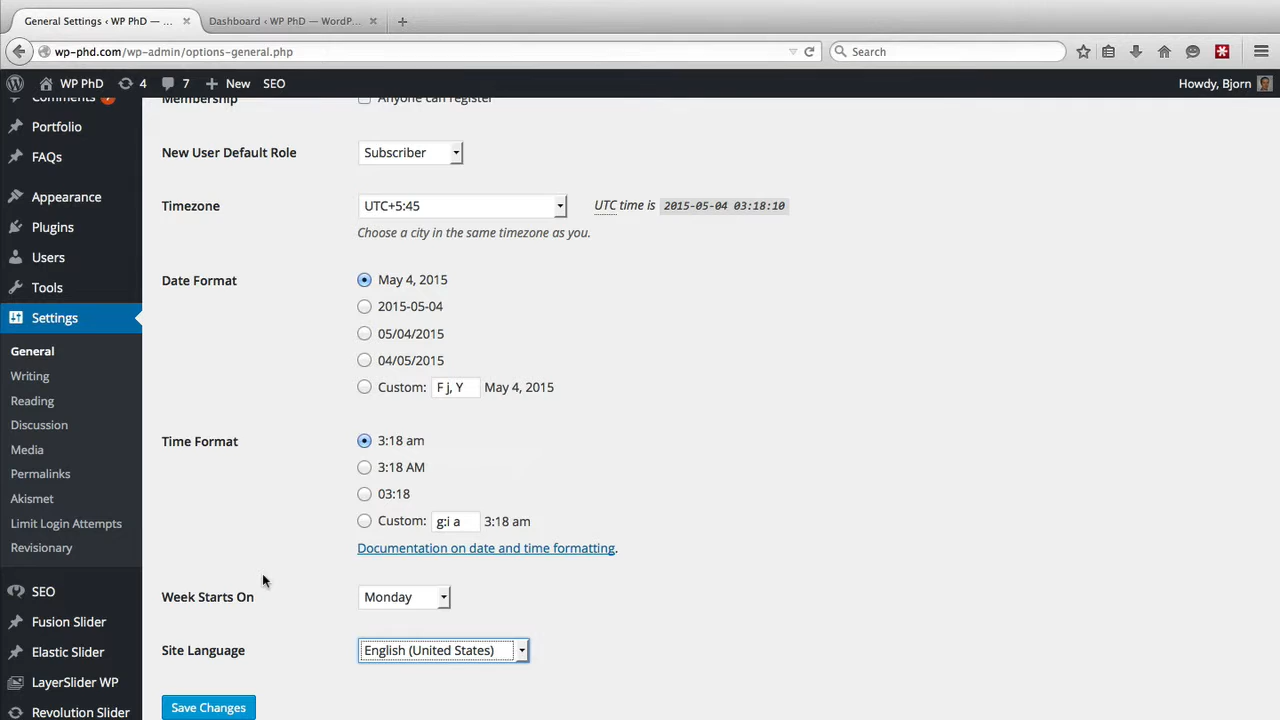 General Settings ‹ WP PhD — ...
Dashboard ‹ WP PhD — WordP...
wp-phd.com/wp-admin/options-general.php
Search
WP PhD
4
7
New
SEO
Howdy, Bjorn
Comments
Membership
Anyone can register
Portfolio
FAQs
Appearance
Plugins
Users
Tools
Settings
General
Writing
Reading
Discussion
Media
Permalinks
Akismet
Limit Login Attempts
Revisionary
SEO
Fusion Slider
Elastic Slider
LayerSlider WP
Revolution Slider
New User Default Role
Subscriber
Timezone
UTC+5:45
UTC time is 2015-05-04 03:18:10
Choose a city in the same timezone as you.
Date Format
May 4, 2015
2015-05-04
05/04/2015
04/05/2015
Custom: F j, Y May 4, 2015
Time Format
3:18 am
3:18 AM
03:18
Custom: g:i a 3:18 am
Documentation on date and time formatting.
Week Starts On
Monday
Site Language
English (United States)
Save Changes